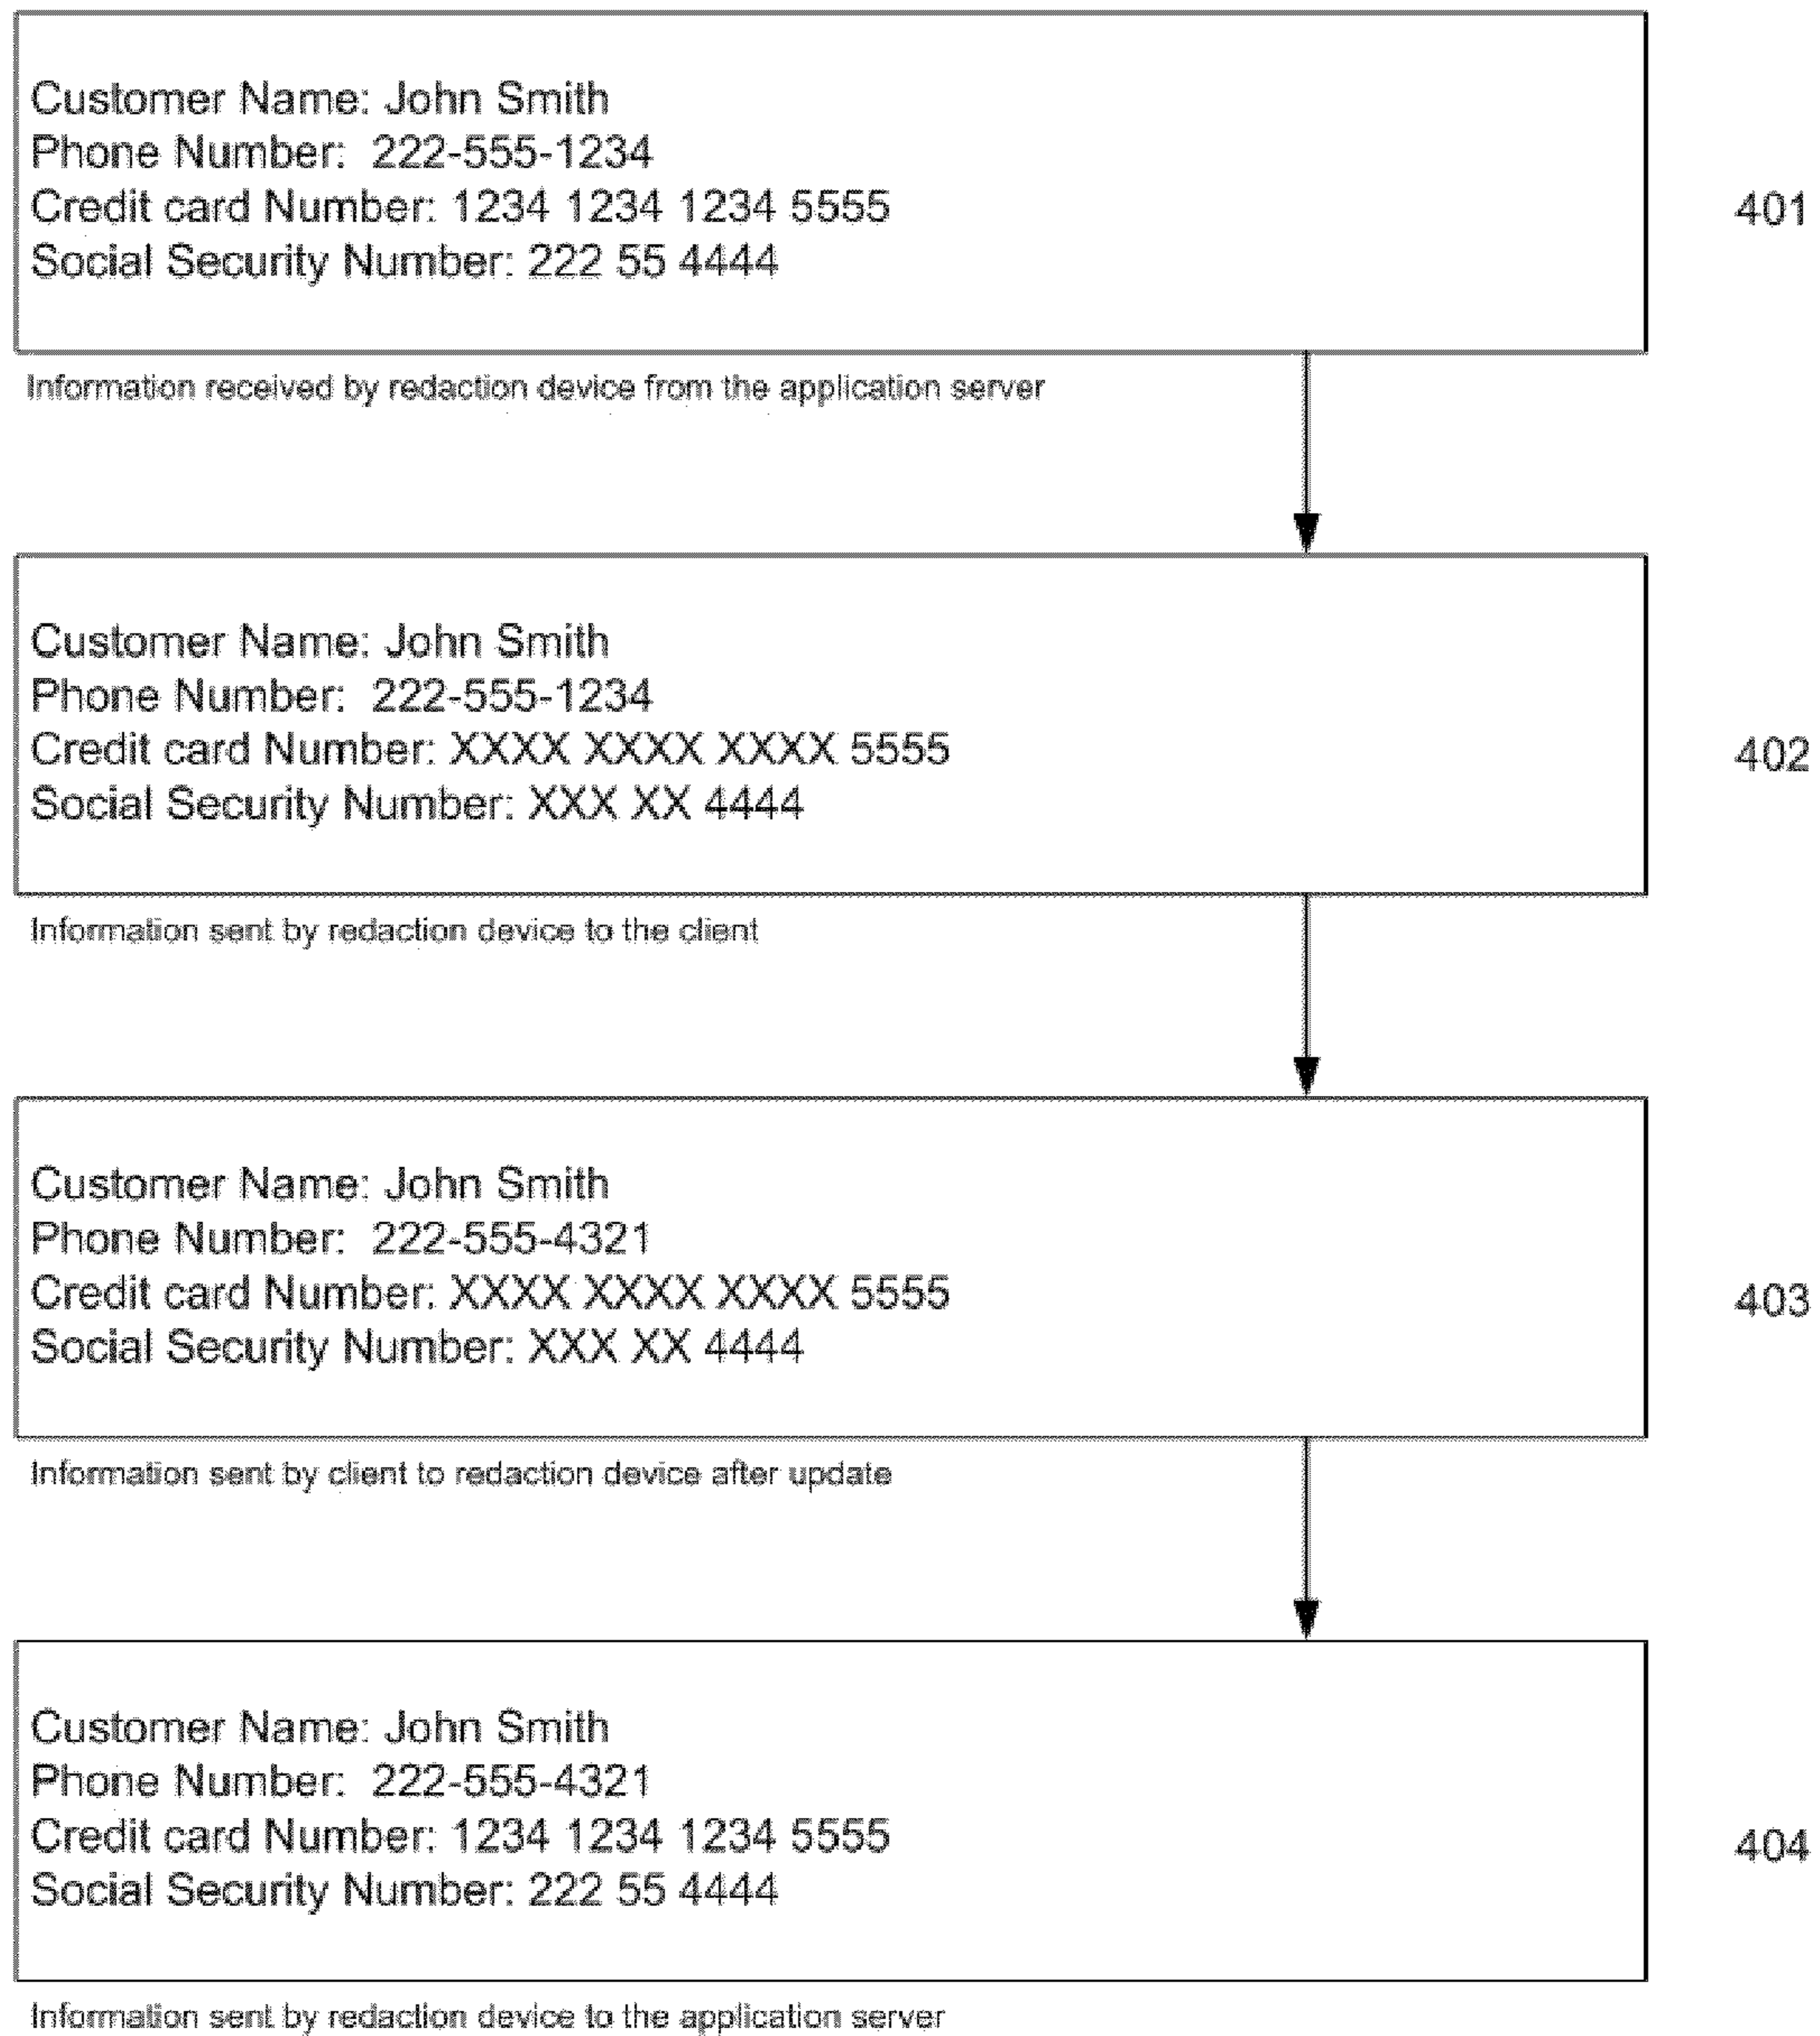 Customer Name: John Smith
Phone Number: 222-555-1234
Credit card Number: 1234 1234 1234 5555
Social Security Number: 222 55 4444
401
Information received by redaction device from the application server
Customer Name: John Smith
Phone Number: 222-555-1234
Credit card Number: XXXX XXXX XXXX 5555
Social Security Number: XXX XX 4444
402
Information sent by redaction device to the client
Customer Name: John Smith
Phone Number: 222-555-4321
Credit card Number: XXXX XXXX XXXX 5555
Social Security Number: XXX XX 4444
403
Information sent by client to redaction device after update
Customer Name: John Smith
Phone Number: 222-555-4321
Credit card Number: 1234 1234 1234 5555
Social Security Number: 222 55 4444
404
Information sent by redaction device to the application server